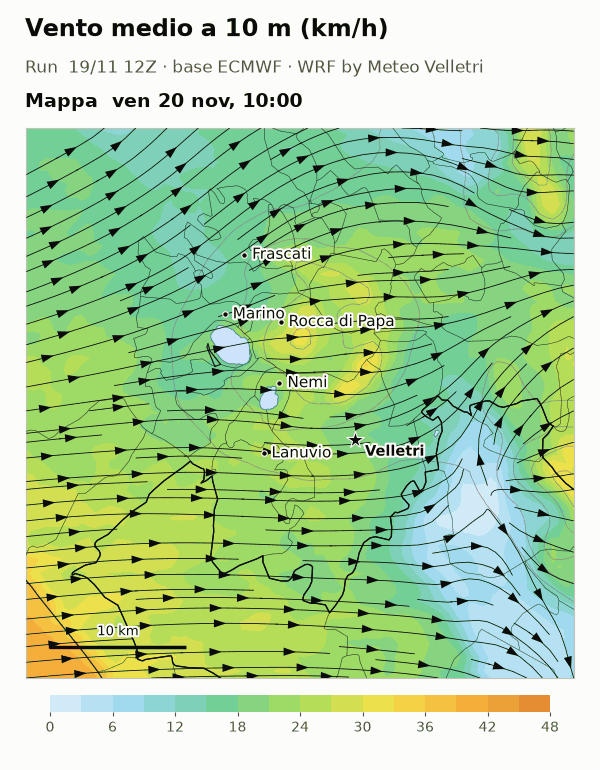 Vento medio a 10 m (km/h)
Run  19/11 12Z · base ECMWF · WRF by Meteo Velletri
Mappa  ven 20 nov, 10:00
Frascati
Marino
Rocca di Papa
Nemi
Velletri
Lanuvio
10 km
0 6 12 18 24 30 36 42 48